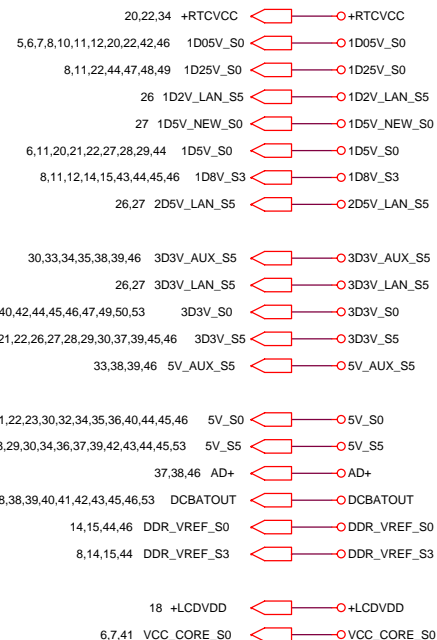 20,22,34 +RTCVCC +RTCVCC
5,6,7,8,10,11,12,20,22,42,46 1D05V_S0 1D05V_S0
8,11,22,44,47,48,49 1D25V_S0 1D25V_S0
26 1D2V_LAN_S5 1D2V_LAN_S5
27 1D5V_NEW_S0 1D5V_NEW_S0
6,11,20,21,22,27,28,29,44 1D5V_S0 1D5V_S0
8,11,12,14,15,43,44,45,46 1D8V_S3 1D8V_S3
26,27 2D5V_LAN_S5 2D5V_LAN_S5
30,33,34,35,38,39,46 3D3V_AUX_S5 3D3V_AUX_S5
26,27 3D3V_LAN_S5 3D3V_LAN_S5
40,42,44,45,46,47,49,50,53 3D3V_S0 3D3V_S0
21,22,26,27,28,29,30,37,39,45,46 3D3V_S5 3D3V_S5
33,38,39,46 5V_AUX_S5 5V_AUX_S5
1,22,23,30,32,34,35,36,40,44,45,46 5V_S0 5V_S0
,29,30,34,36,37,39,42,43,44,45,53 5V_S5 5V_S5
37,38,46 AD+ AD+
8,38,39,40,41,42,43,45,46,53 DCBATOUT DCBATOUT
14,15,44,46 DDR_VREF_S0 DDR_VREF_S0
8,14,15,44 DDR_VREF_S3 DDR_VREF_S3
18 +LCDVDD +LCDVDD
6,7,41 VCC_CORE_S0 VCC_CORE_S0